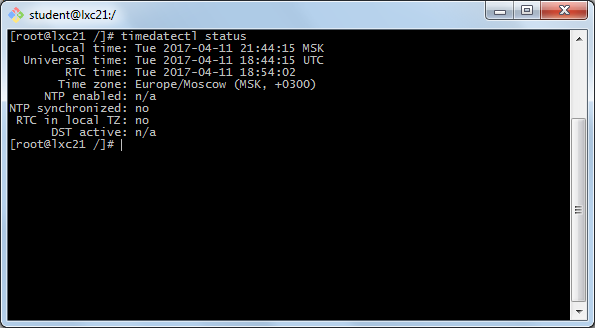 student@lxc21:/
[root@lxc21 /]# timedatectl status
Local time: Tue 2017-04-11 21:44:15 MSK
Universal time: Tue 2017-04-11 18:44:15 UTC
RTC time: Tue 2017-04-11 18:54:02
Time zone: Europe/Moscow (MSK, +0300)
NTP enabled: n/a
NTP synchronized: no
RTC in local TZ: no
DST active: n/a
[root@lxc21 /]#